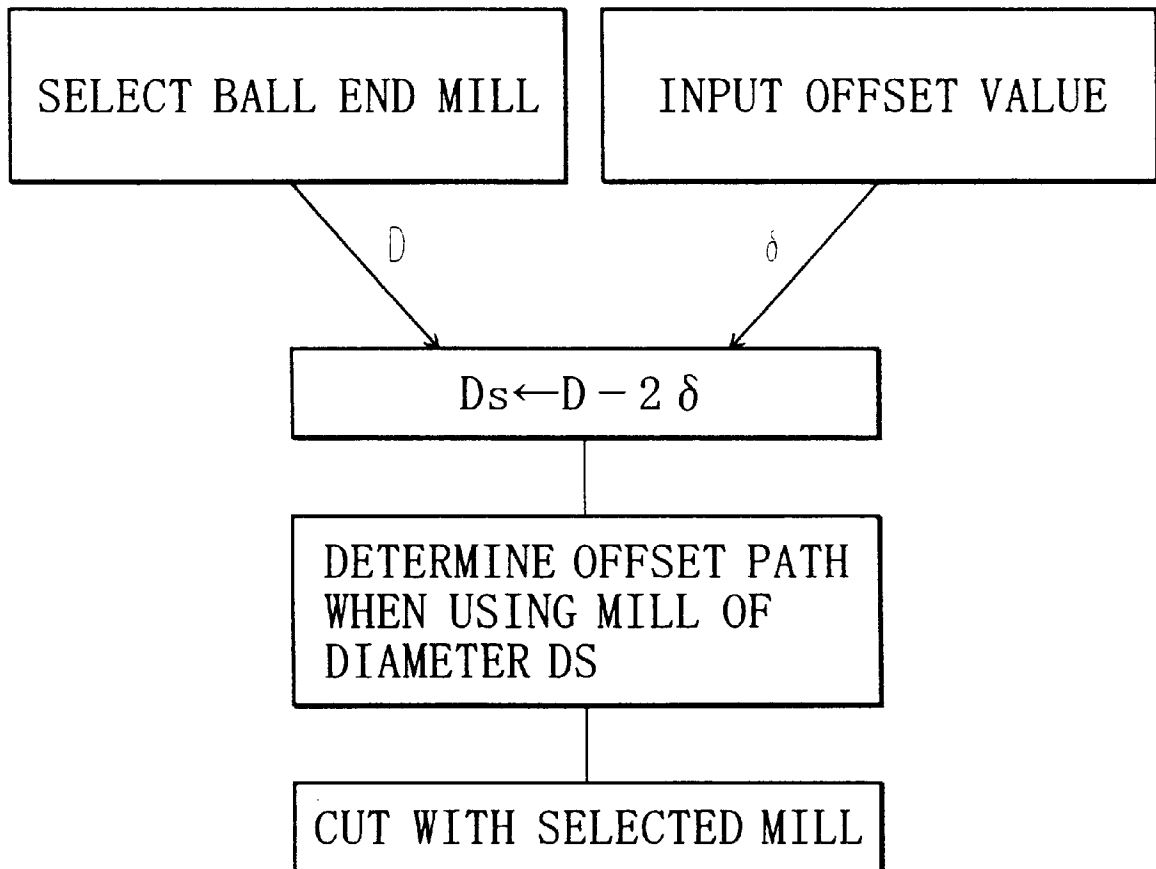 SELECT BALL END MILL
INPUT OFFSET VALUE
D
δ
Ds←D-2δ
DETERMINE OFFSET PATH
WHEN USING MILL OF
DIAMETER DS
CUT WITH SELECTED MILL